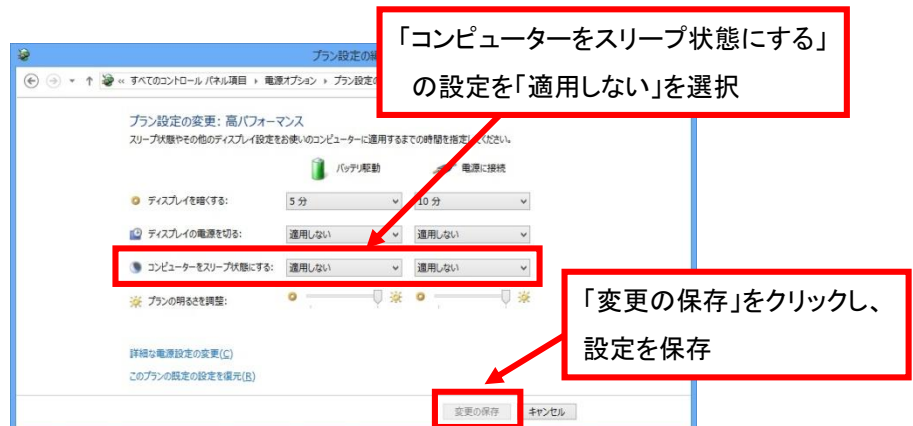 「コンピューターをスリープ状態にする」
の設定を「適用しない」を選択
プラン設定の編
« すべてのコントロール パネル項目 ▸ 電源オプション ▸ プラン設定の
プラン設定の変更: 高パフォーマンス
スリープ状態やその他のディスプレイ設定をお使いのコンピューターに適用するまでの時間を指定してください。
バッテリ駆動 電源に接続
ディスプレイを暗くする: 5 分 10 分
ディスプレイの電源を切る: 適用しない 適用しない
コンピューターをスリープ状態にする: 適用しない 適用しない
プランの明るさを調整:
「変更の保存」をクリックし、
設定を保存
詳細な電源設定の変更(C)
このプランの既定の設定を復元(R)
変更の保存 キャンセル